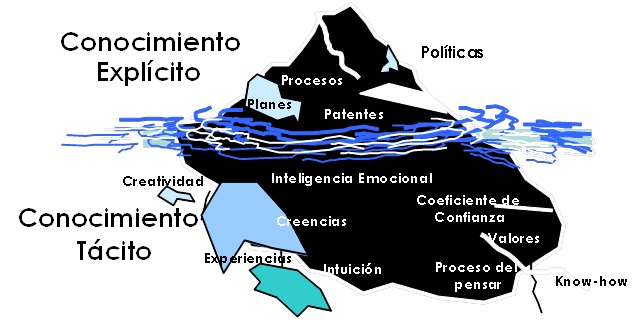 Conocimiento
Explícito
Políticas
Procesos
Planes
Patentes
Inteligencia Emocional
Creatividad
Coeficiente de
Confianza
Conocimiento
Tácito
Creencias
Valores
Experiencias
Intuición
Proceso del
pensar
Know-how